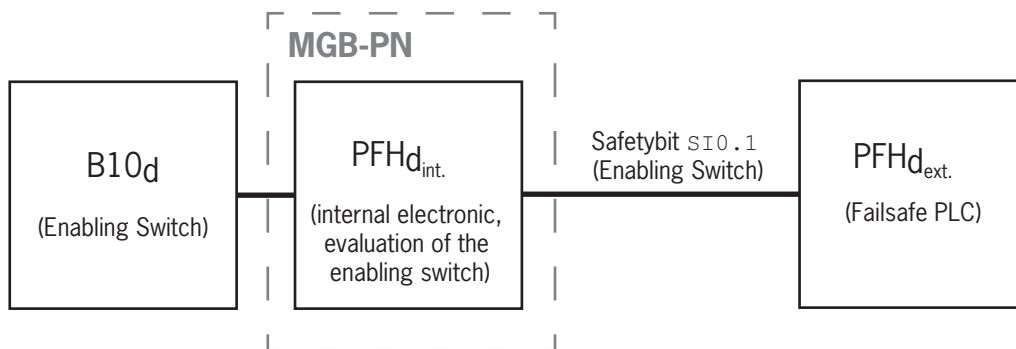 MGB-PN
B10d
(Enabling Switch)
PFHdint.
(internal electronic,
evaluation of the
enabling switch)
Safetybit SI0.1
(Enabling Switch)
PFHdext.
(Failsafe PLC)